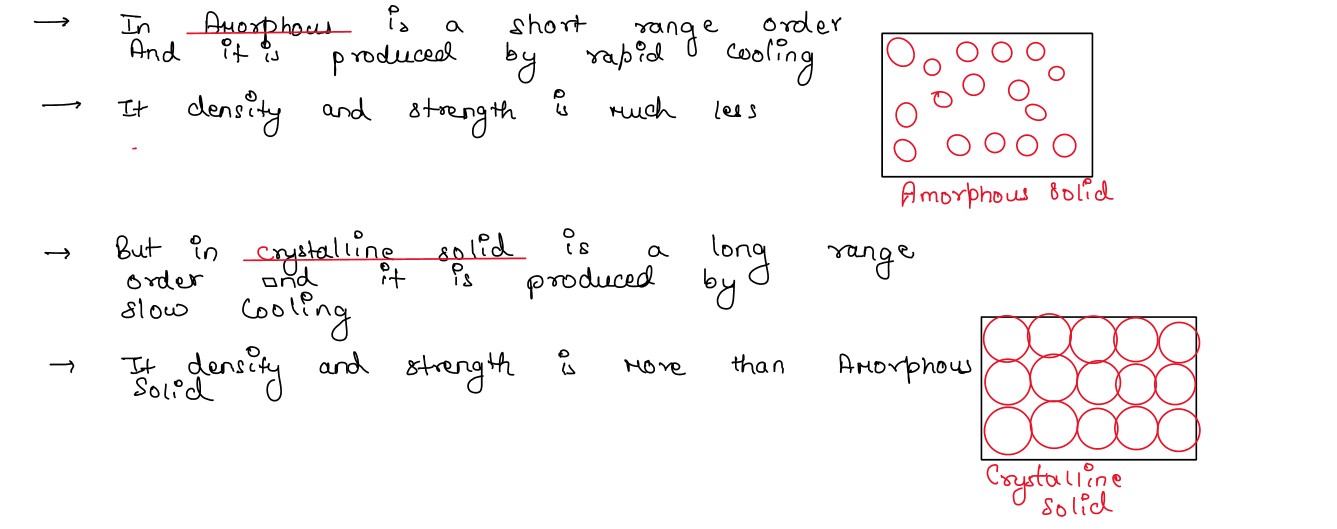 → In Amorphous is a short range order
And it is produced by rapid cooling
→ It density and strength is much less
Amorphous solid
→ But in crystalline solid is a long range
order and it is produced by
slow cooling
→ It density and strength is more than Amorphous
Solid
Crystalline
solid